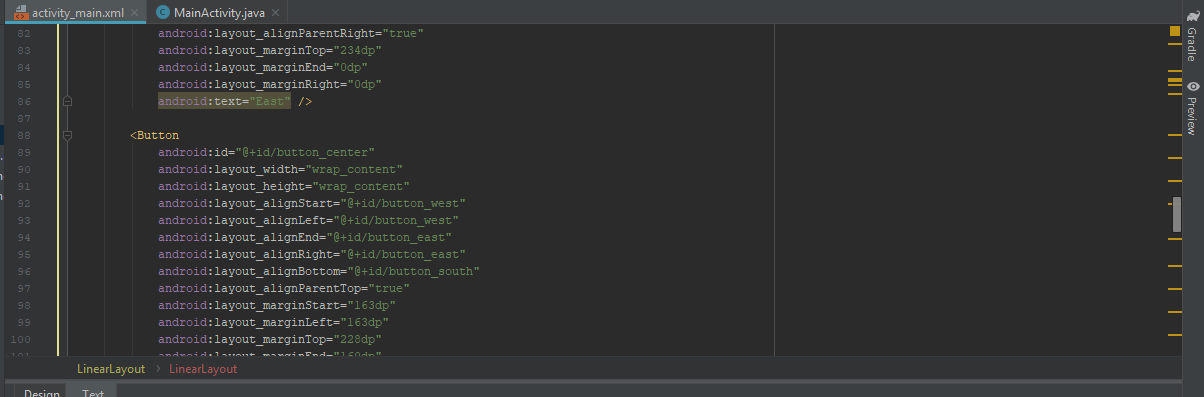 activity_main.xml × MainActivity.java ×
82 android:layout_alignParentRight="true"
83 android:layout_marginTop="234dp"
84 android:layout_marginEnd="0dp"
85 android:layout_marginRight="0dp"
86 android:text="East" />
87
88 <Button
89 android:id="@+id/button_center"
90 android:layout_width="wrap_content"
91 android:layout_height="wrap_content"
92 android:layout_alignStart="@+id/button_west"
93 android:layout_alignLeft="@+id/button_west"
94 android:layout_alignEnd="@+id/button_east"
95 android:layout_alignRight="@+id/button_east"
96 android:layout_alignBottom="@+id/button_south"
97 android:layout_alignParentTop="true"
98 android:layout_marginStart="163dp"
99 android:layout_marginLeft="163dp"
100 android:layout_marginTop="228dp"
101 android:layout_marginEnd="160dp"
LinearLayout › LinearLayout
Design Text
Gradle
Preview